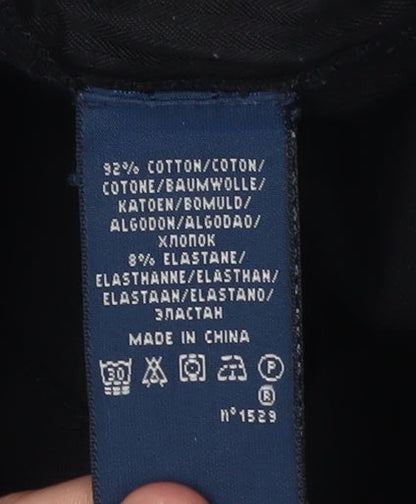 92% COTTON/COTON/
COTONE/BAUMWOLLE/
KATOEN/BOMULD/
ALGODON/ALGODAO/
ХЛОПОК
8% ELASTANE/
ELASTHANNE/ELASTHAN/
ELASTAAN/ELASTANO/
ЭЛАСТАН
MADE IN CHINA
30 P
®
n°1529